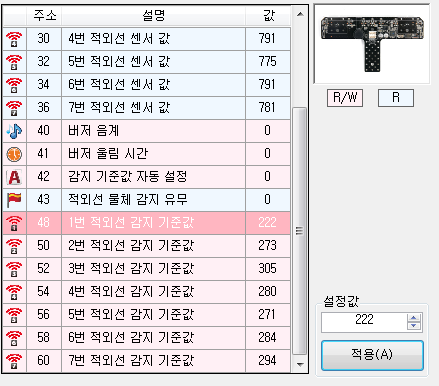 주소 설명 값
30 4번 적외선 센서 값 791
32 5번 적외선 센서 값 775
34 6번 적외선 센서 값 791
36 7번 적외선 센서 값 781
40 버저 음계 0
41 버저 울림 시간 0
42 감지 기준값 자동 설정 0
43 적외선 물체 감지 유무 0
48 1번 적외선 감지 기준값 222
50 2번 적외선 감지 기준값 273
52 3번 적외선 감지 기준값 305
54 4번 적외선 감지 기준값 280
56 5번 적외선 감지 기준값 271
58 6번 적외선 감지 기준값 284
60 7번 적외선 감지 기준값 294
R/W R
설정값
222
적용(A)